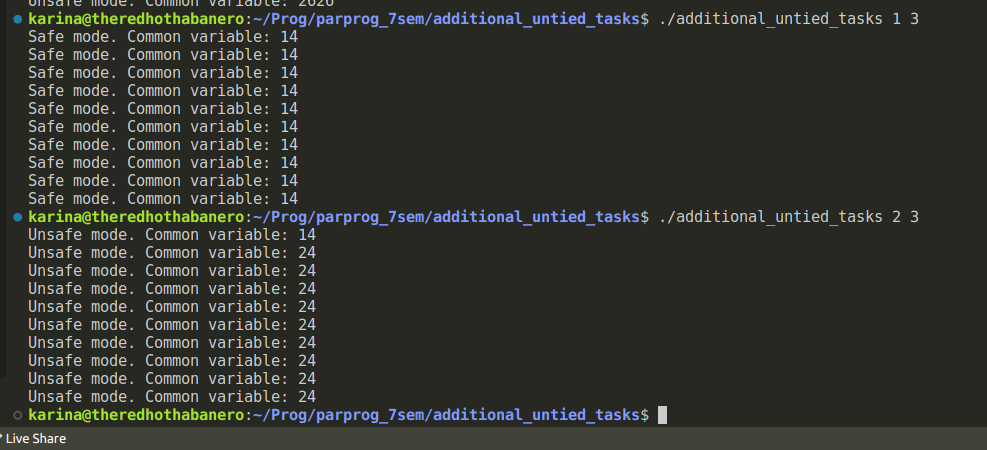 Unsafe mode. Common variable: 2626
karina@theredhothabanero:~/Prog/parprog_7sem/additional_untied_tasks$ ./additional_untied_tasks 1 3
Safe mode. Common variable: 14
Safe mode. Common variable: 14
Safe mode. Common variable: 14
Safe mode. Common variable: 14
Safe mode. Common variable: 14
Safe mode. Common variable: 14
Safe mode. Common variable: 14
Safe mode. Common variable: 14
Safe mode. Common variable: 14
Safe mode. Common variable: 14
karina@theredhothabanero:~/Prog/parprog_7sem/additional_untied_tasks$ ./additional_untied_tasks 2 3
Unsafe mode. Common variable: 14
Unsafe mode. Common variable: 24
Unsafe mode. Common variable: 24
Unsafe mode. Common variable: 24
Unsafe mode. Common variable: 24
Unsafe mode. Common variable: 24
Unsafe mode. Common variable: 24
Unsafe mode. Common variable: 24
Unsafe mode. Common variable: 24
Unsafe mode. Common variable: 24
karina@theredhothabanero:~/Prog/parprog_7sem/additional_untied_tasks$
Live Share